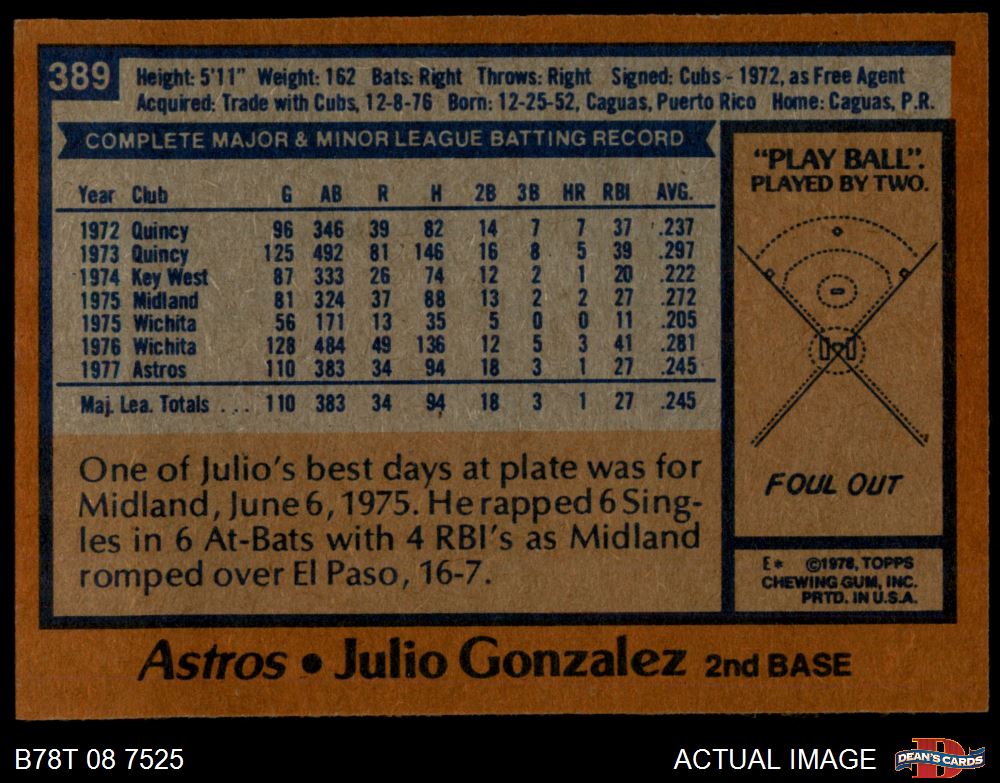 389
Height: 5'11" Weight: 162 Bats: Right Throws: Right Signed: Cubs - 1972, as Free Agent
Acquired: Trade with Cubs, 12-8-76 Born: 12-25-52, Caguas, Puerto Rico Home: Caguas, P.R.
COMPLETE MAJOR & MINOR LEAGUE BATTING RECORD
Year Club G AB R H 2B 3B HR RBI AVG.
1972 Quincy 96 346 39 82 14 7 7 37 .237
1973 Quincy 125 492 81 146 16 8 5 39 .297
1974 Key West 87 333 26 74 12 2 1 20 .222
1975 Midland 81 324 37 88 13 2 2 27 .272
1975 Wichita 56 171 13 35 5 0 0 11 .205
1976 Wichita 128 484 49 136 12 5 3 41 .281
1977 Astros 110 383 34 94 18 3 1 27 .245
Maj. Lea. Totals ... 110 383 34 94 18 3 1 27 .245
One of Julio's best days at plate was for
Midland, June 6, 1975. He rapped 6 Sing-
les in 6 At-Bats with 4 RBI's as Midland
romped over El Paso, 16-7.
"PLAY BALL".
PLAYED BY TWO.
FOUL OUT
E* ©1978, TOPPS
CHEWING GUM, INC.
PRTD. IN U.S.A.
Astros • Julio Gonzalez 2nd BASE
B78T 08 7525
ACTUAL IMAGE
D
DEAN'S CARDS